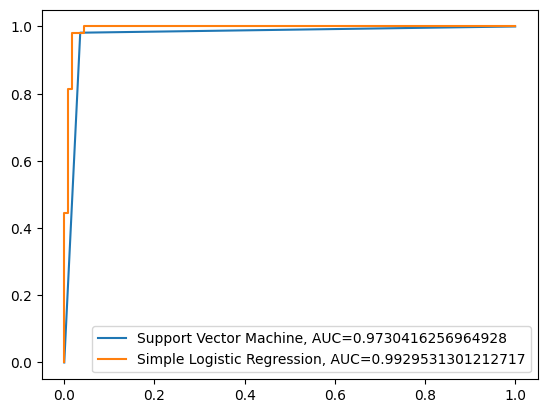 1.0
0.8
0.6
0.4
0.2
0.0
Support Vector Machine, AUC=0.9730416256964928
Simple Logistic Regression, AUC=0.9929531301212717
0.0 0.2 0.4 0.6 0.8 1.0